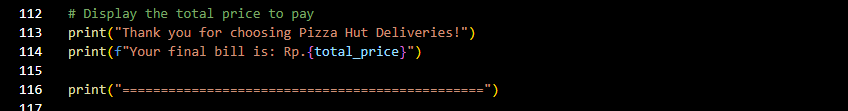 112 # Display the total price to pay
113 print("Thank you for choosing Pizza Hut Deliveries!")
114 print(f"Your final bill is: Rp.{total_price}")
115
116 print("===============================================")
117